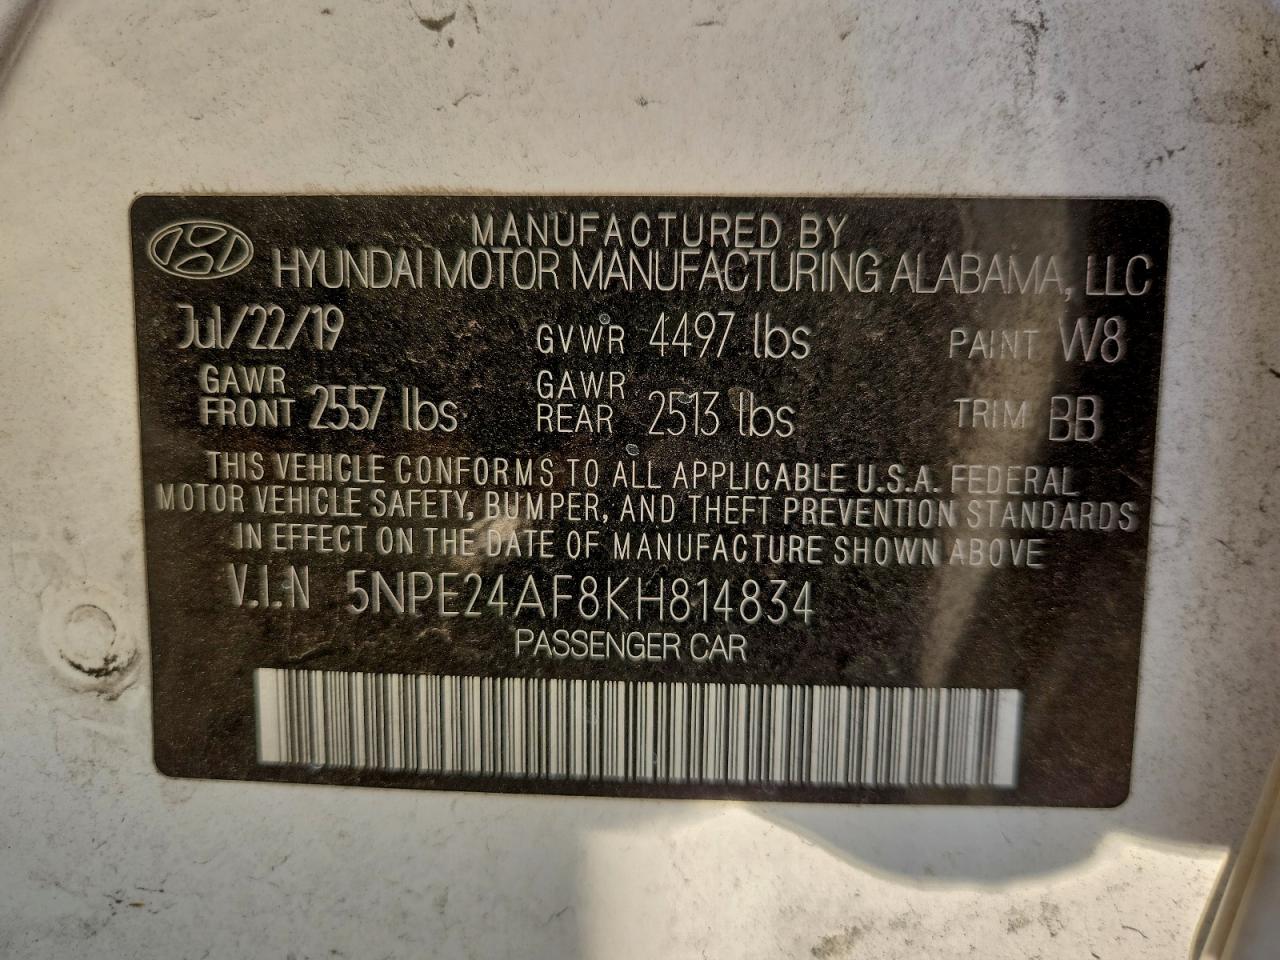 MANUFACTURED BY
HYUNDAI MOTOR MANUFACTURING ALABAMA, LLC
Jul/22/19 GVWR 4497 lbs PAINT W8
GAWR FRONT 2557 lbs GAWR REAR 2513 lbs TRIM BB
THIS VEHICLE CONFORMS TO ALL APPLICABLE U.S.A. FEDERAL
MOTOR VEHICLE SAFETY, BUMPER, AND THEFT PREVENTION STANDARDS
IN EFFECT ON THE DATE OF MANUFACTURE SHOWN ABOVE
V.I.N 5NPE24AF8KH814834
PASSENGER CAR